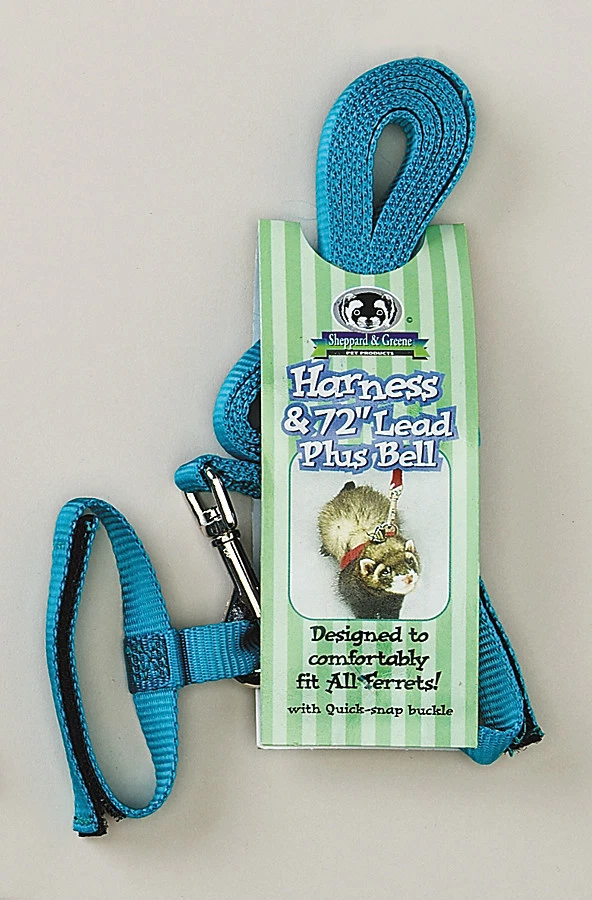 ©
Sheppard & Greene
PET PRODUCTS
Harness
& 72" Lead
Plus Bell
Designed to
comfortably
fit All Ferrets!
with Quick-snap buckle